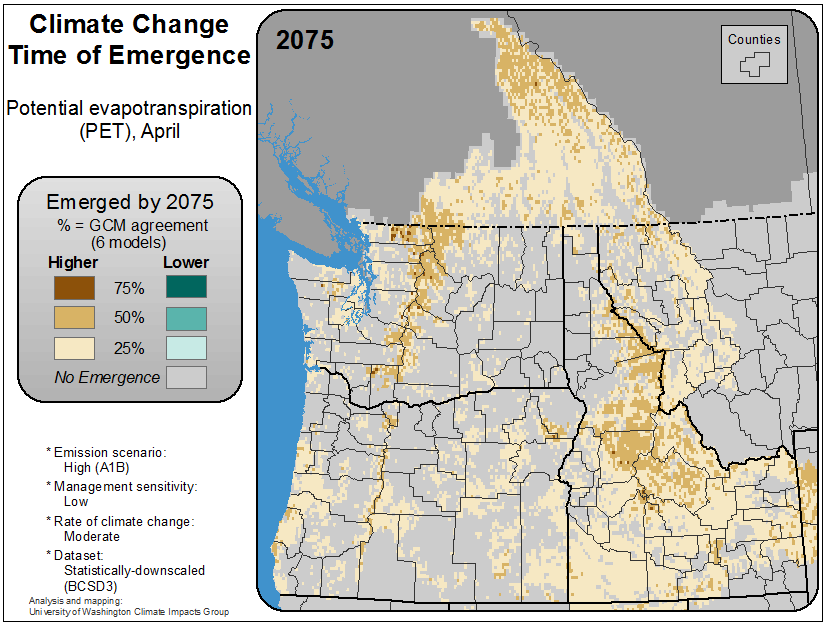 Climate Change
Time of Emergence
Potential evapotranspiration
(PET), April
Emerged by 2075
% = GCM agreement
(6 models)
Higher Lower
75%
50%
25%
No Emergence
* Emission scenario:
High (A1B)
* Management sensitivity:
Low
* Rate of climate change:
Moderate
* Dataset:
Statistically-downscaled
(BCSD3)
Analysis and mapping:
University of Washington Climate Impacts Group
2075
Counties